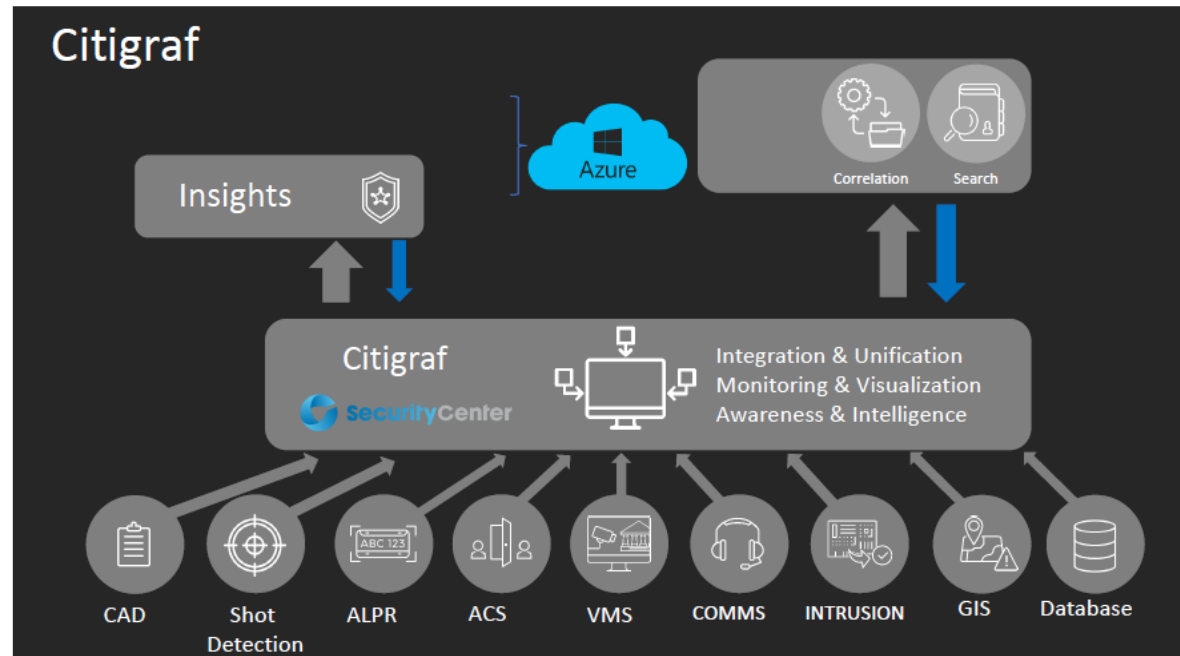 Citigraf
Azure
Correlation
Search
Insights
Citigraf
SecurityCenter
Integration & Unification
Monitoring & Visualization
Awareness & Intelligence
ABC 123
CAD
Shot
Detection
ALPR
ACS
VMS
COMMS
INTRUSION
GIS
Database